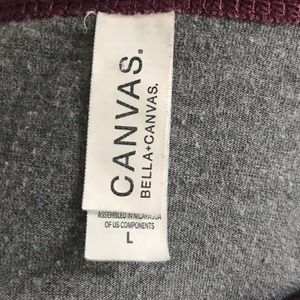 CANVAS.
BELLA+CANVAS.
ASSEMBLED IN NICARAGUA
OF US COMPONENTS
L